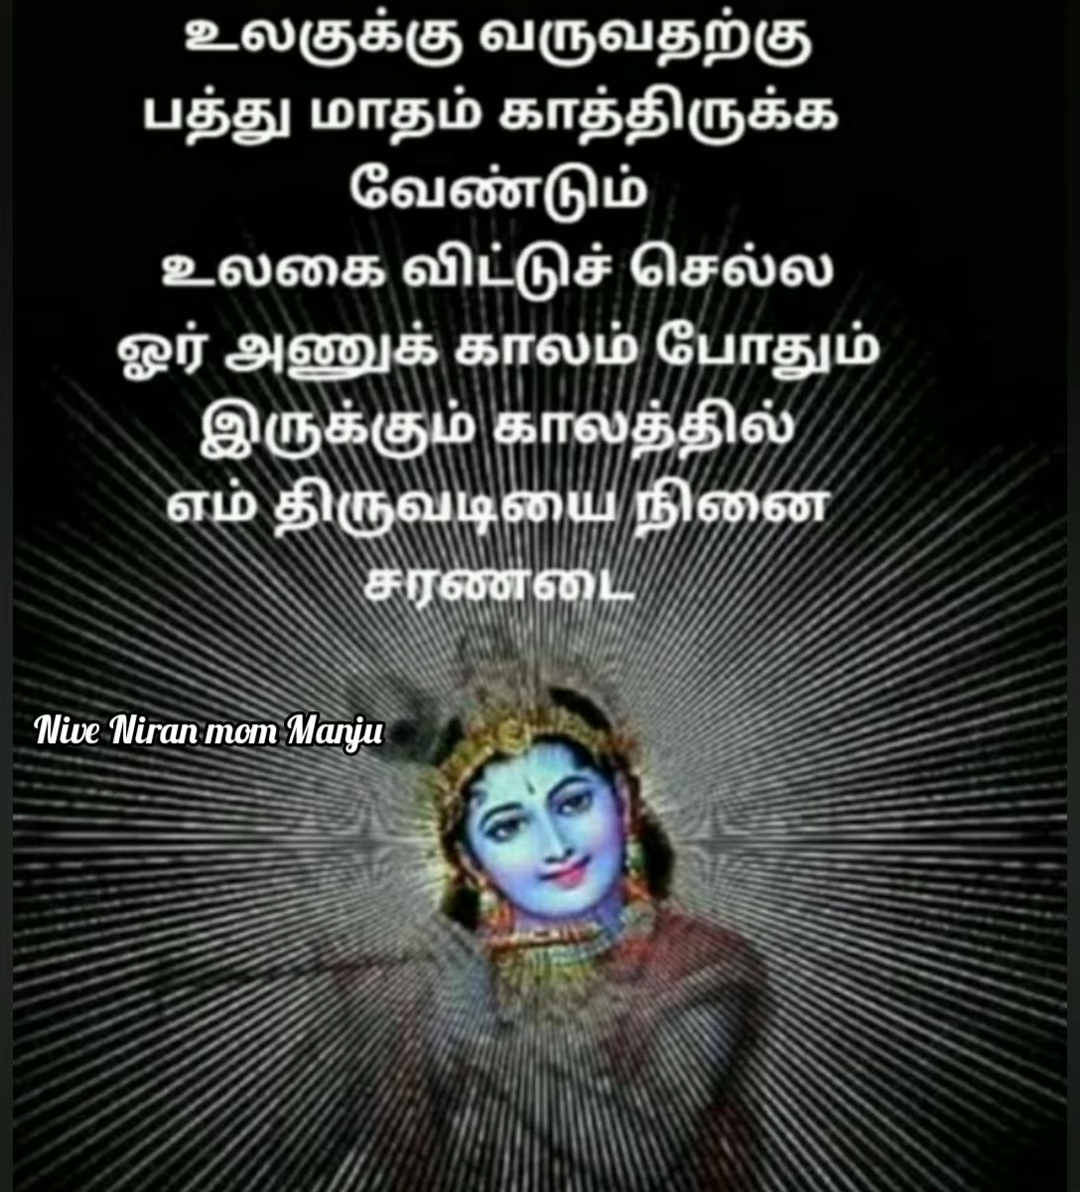 உலகுக்கு வருவதற்கு
பத்து மாதம் காத்திருக்க
வேண்டும்
உலகை விட்டுச் செல்ல
ஓர் அணுக் காலம் போதும்
இருக்கும் காலத்தில்
எம் திருவடியை நினை
சரணடை
Nive Niran mom Manju